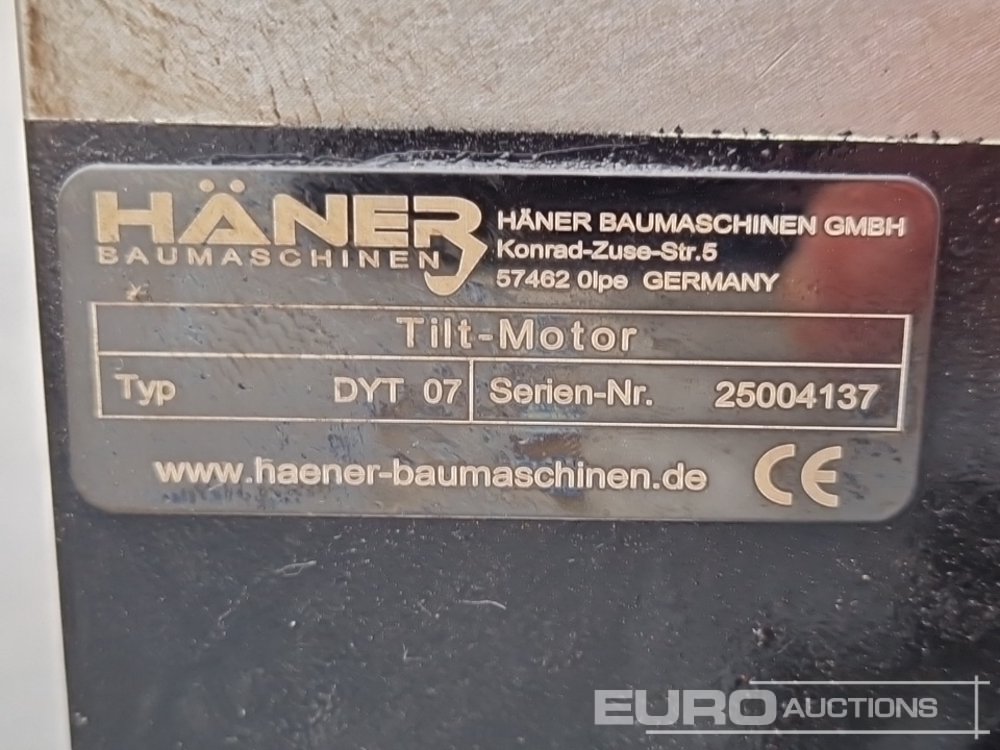 HÄNER
BAUMASCHINEN
HÄNER BAUMASCHINEN GMBH
Konrad-Zuse-Str.5
57462 Olpe GERMANY
Tilt-Motor
Typ DYT 07 Serien-Nr. 25004137
www.haener-baumaschinen.de CE
EURO AUCTIONS